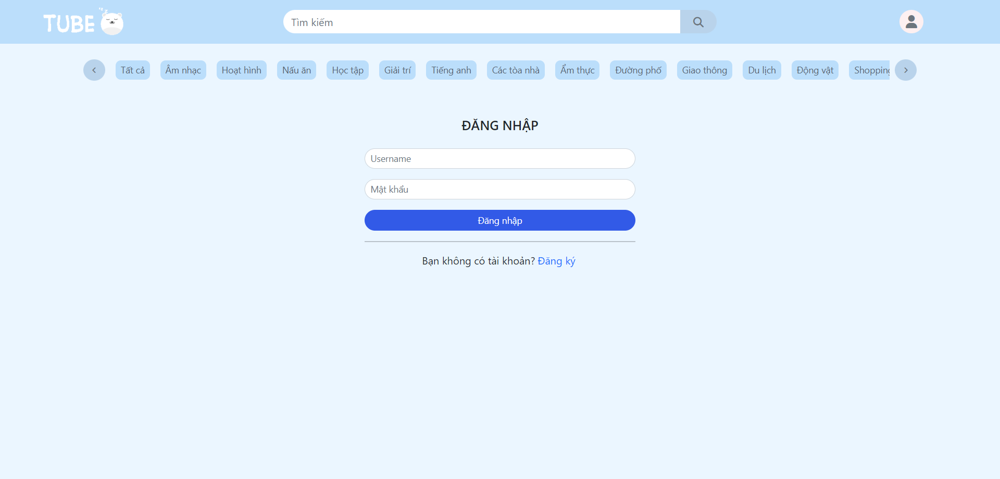 TUBE
Tìm kiếm
Tất cả Âm nhạc Hoạt hình Nấu ăn Học tập Giải trí Tiếng anh Các tòa nhà Ẩm thực Đường phố Giao thông Du lịch Động vật Shopping
ĐĂNG NHẬP
Username
Mật khẩu
Đăng nhập
Bạn không có tài khoản? Đăng ký